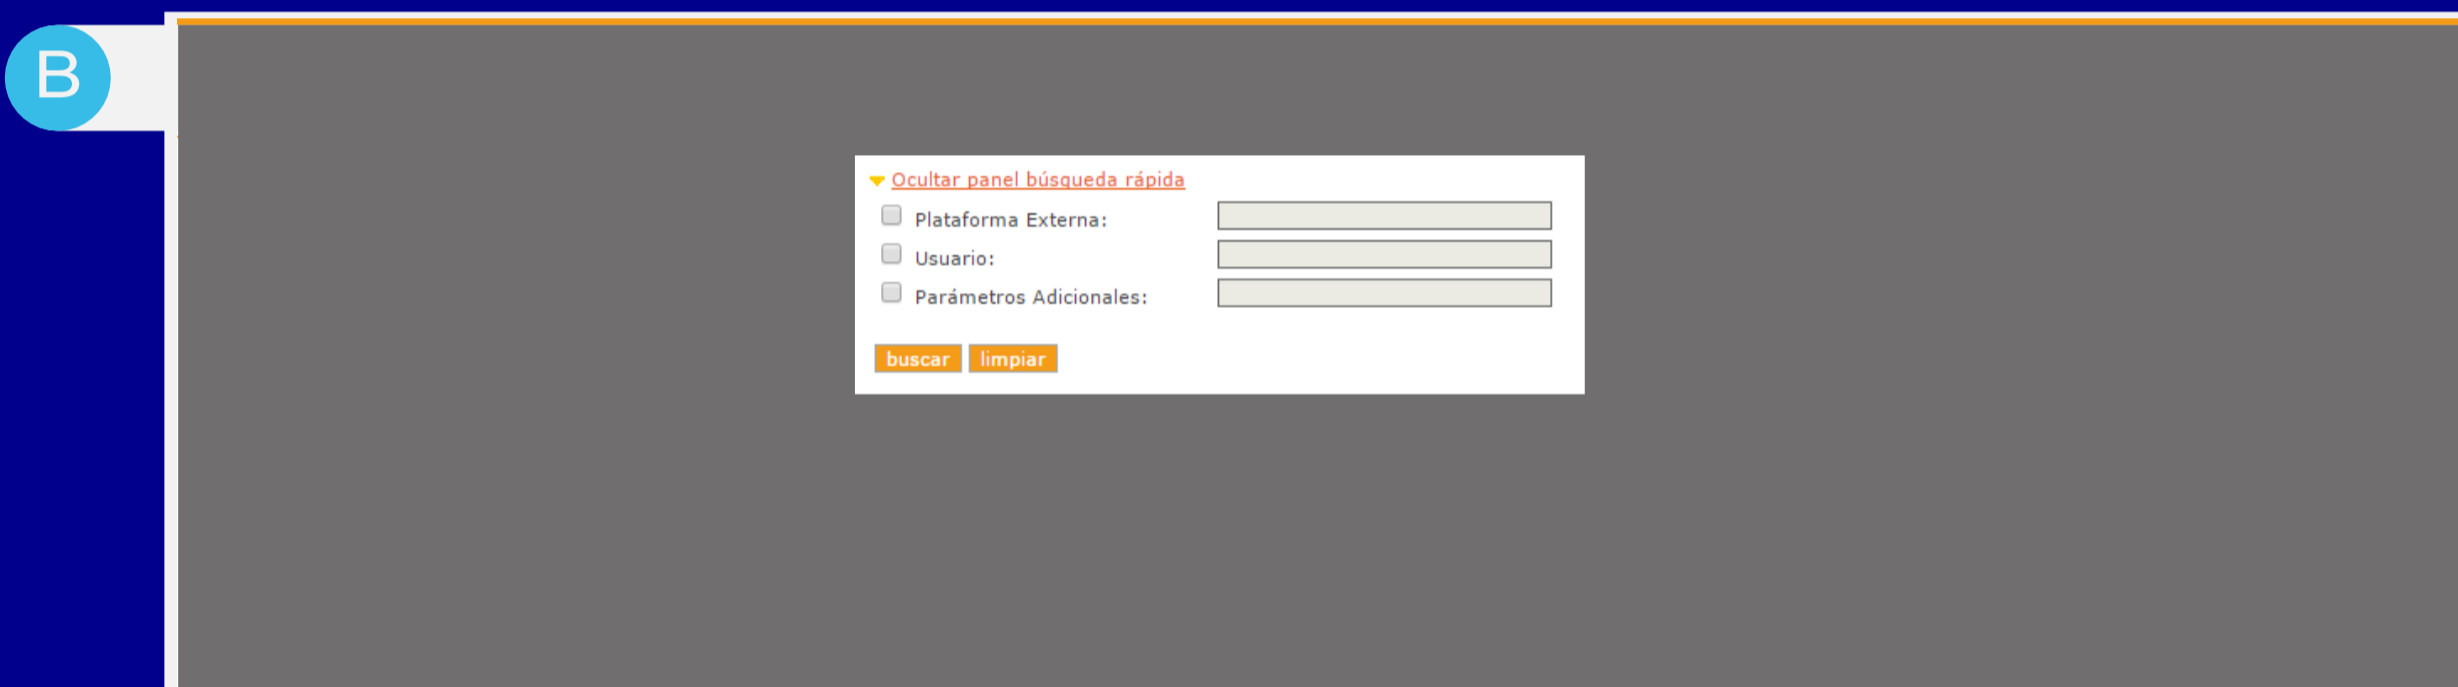 B
Ocultar panel búsqueda rápida
Plataforma Externa:
Usuario:
Parámetros Adicionales:
buscar limpiar